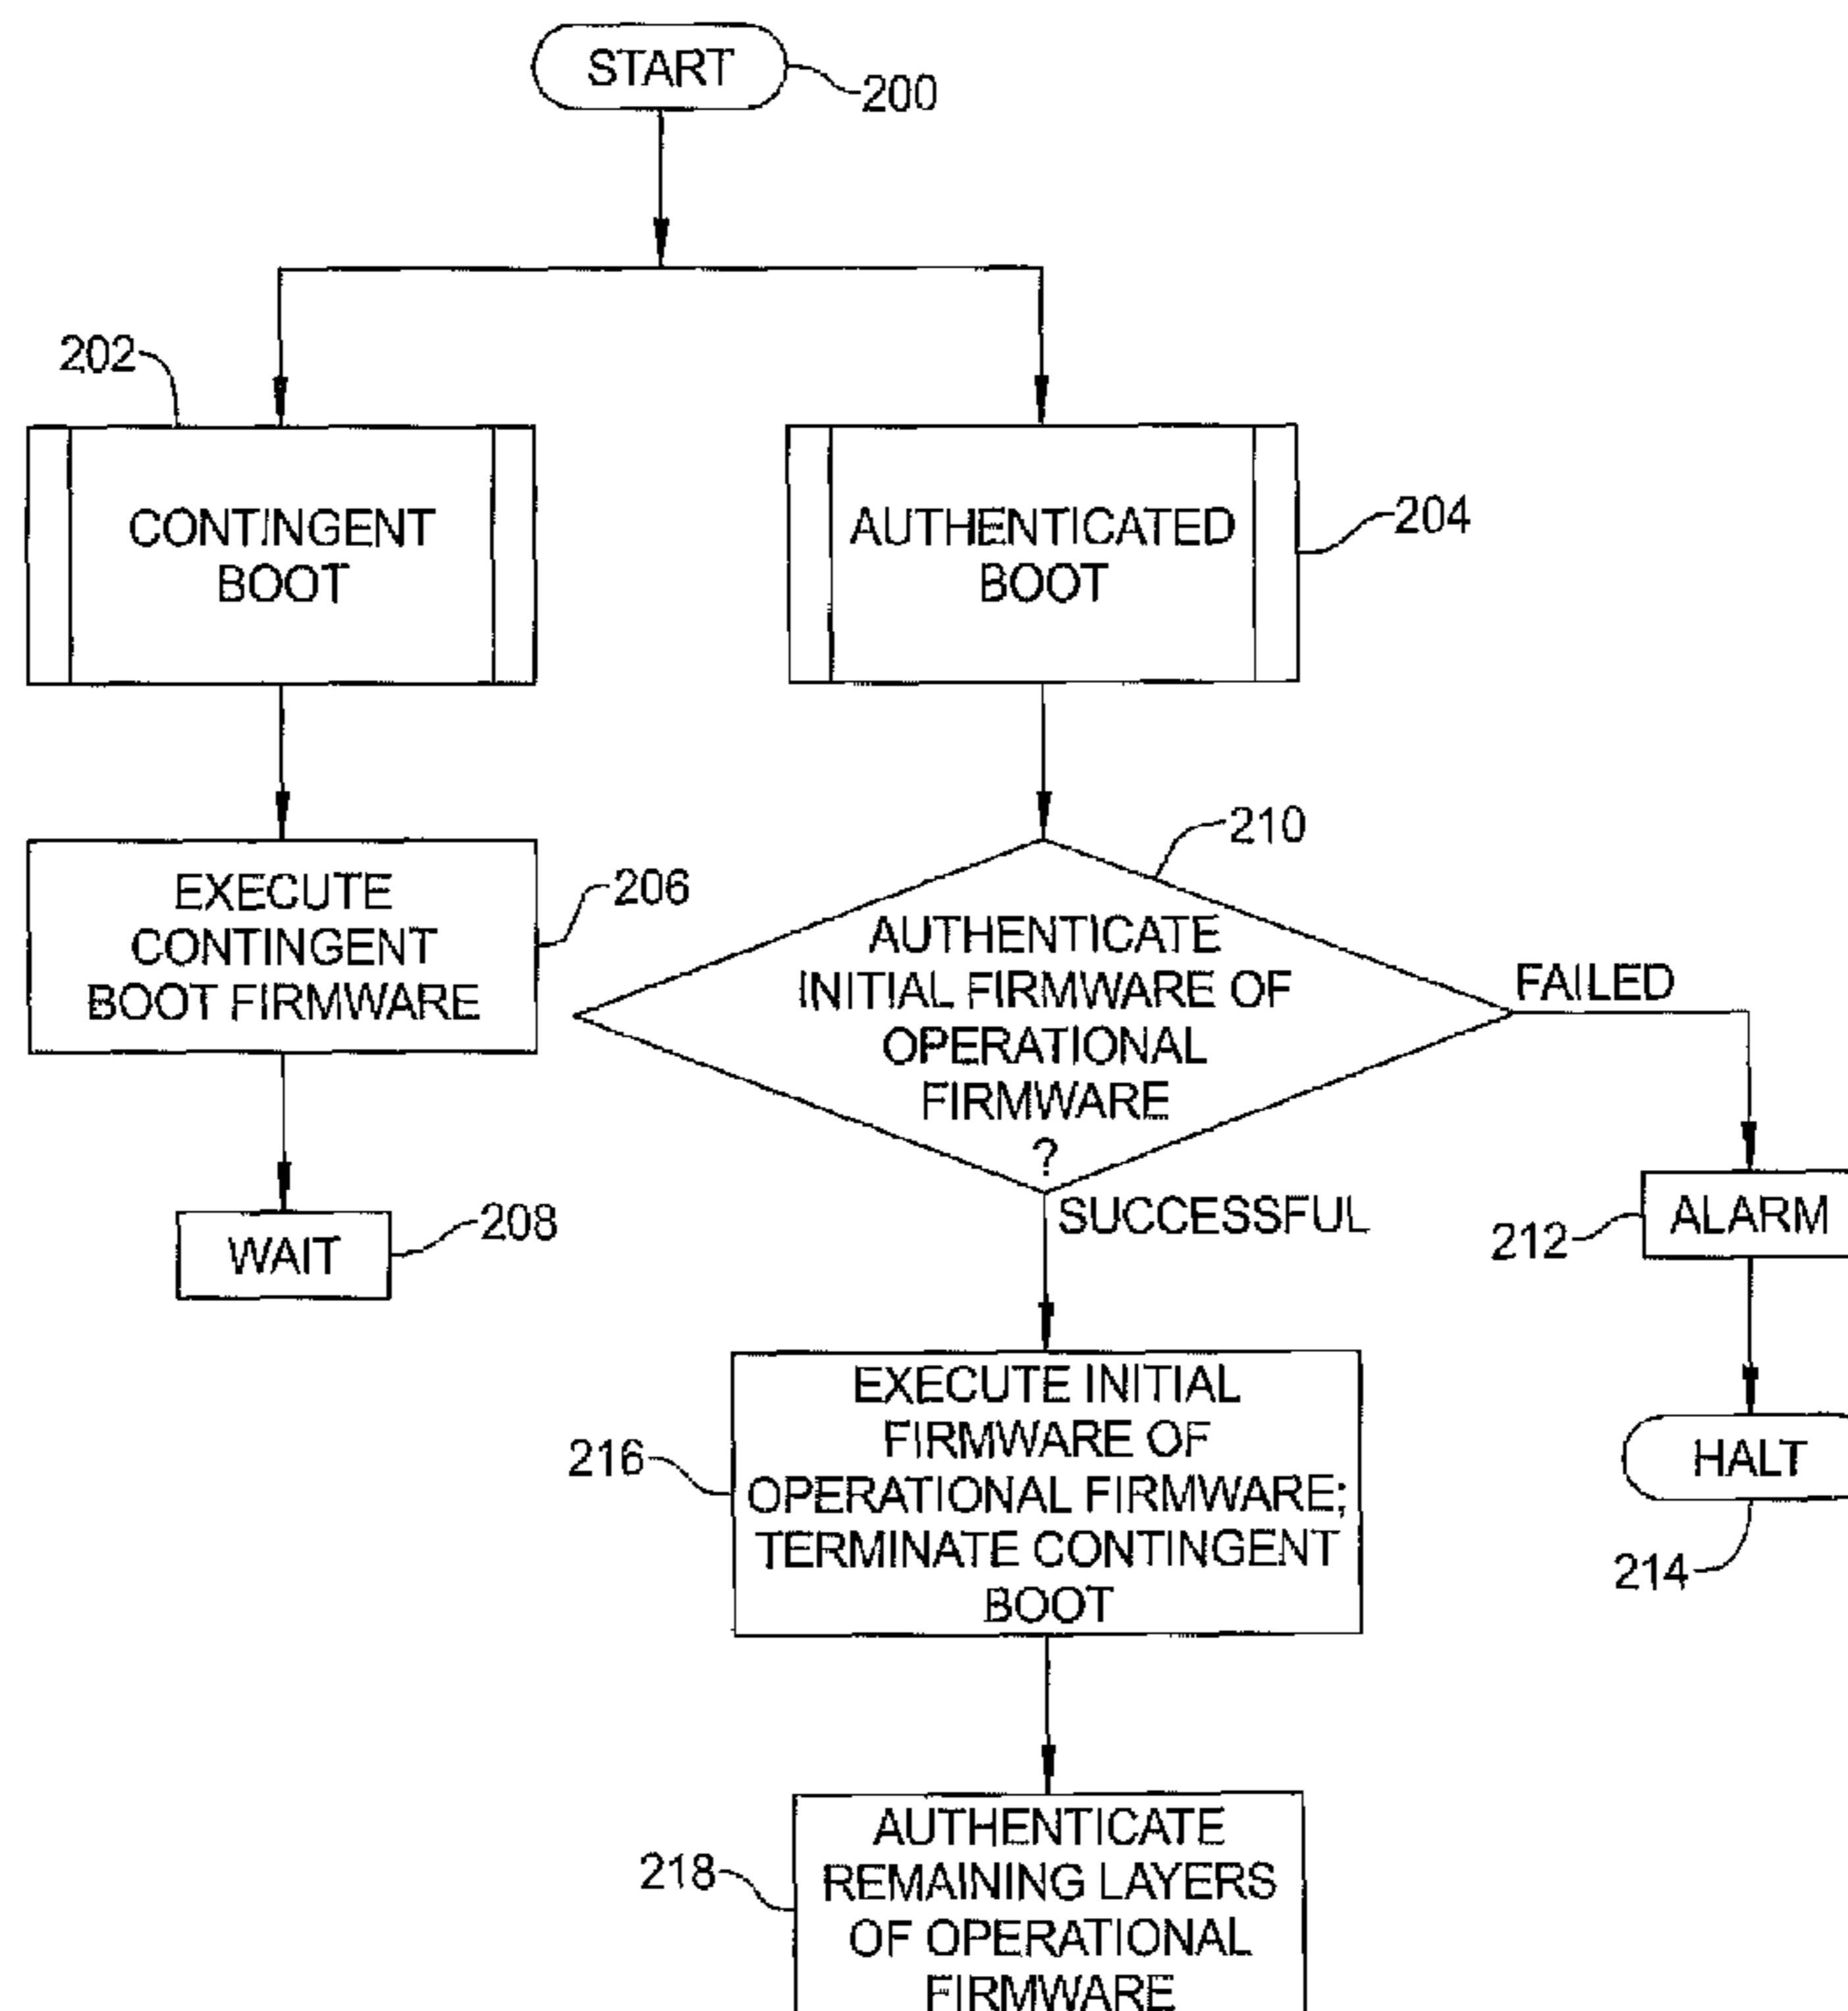 START
200
202
CONTINGENT
BOOT
AUTHENTICATED
BOOT
204
EXECUTE
CONTINGENT
BOOT FIRMWARE
206
WAIT
208
210
AUTHENTICATE
INITIAL FIRMWARE OF
OPERATIONAL
FIRMWARE
?
FAILED
SUCCESSFUL
212
ALARM
HALT
214
216
EXECUTE INITIAL
FIRMWARE OF
OPERATIONAL FIRMWARE;
TERMINATE CONTINGENT
BOOT
218
AUTHENTICATE
REMAINING LAYERS
OF OPERATIONAL
FIRMWARE